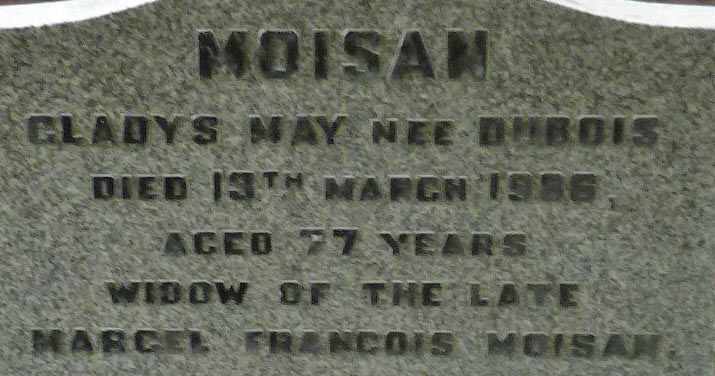 MOISAN
GLADYS MAY NEE DUBOIS,
DIED 13TH MARCH 1986,
AGED 77 YEARS
WIDOW OF THE LATE
MARCEL FRANCOIS MOISAN.